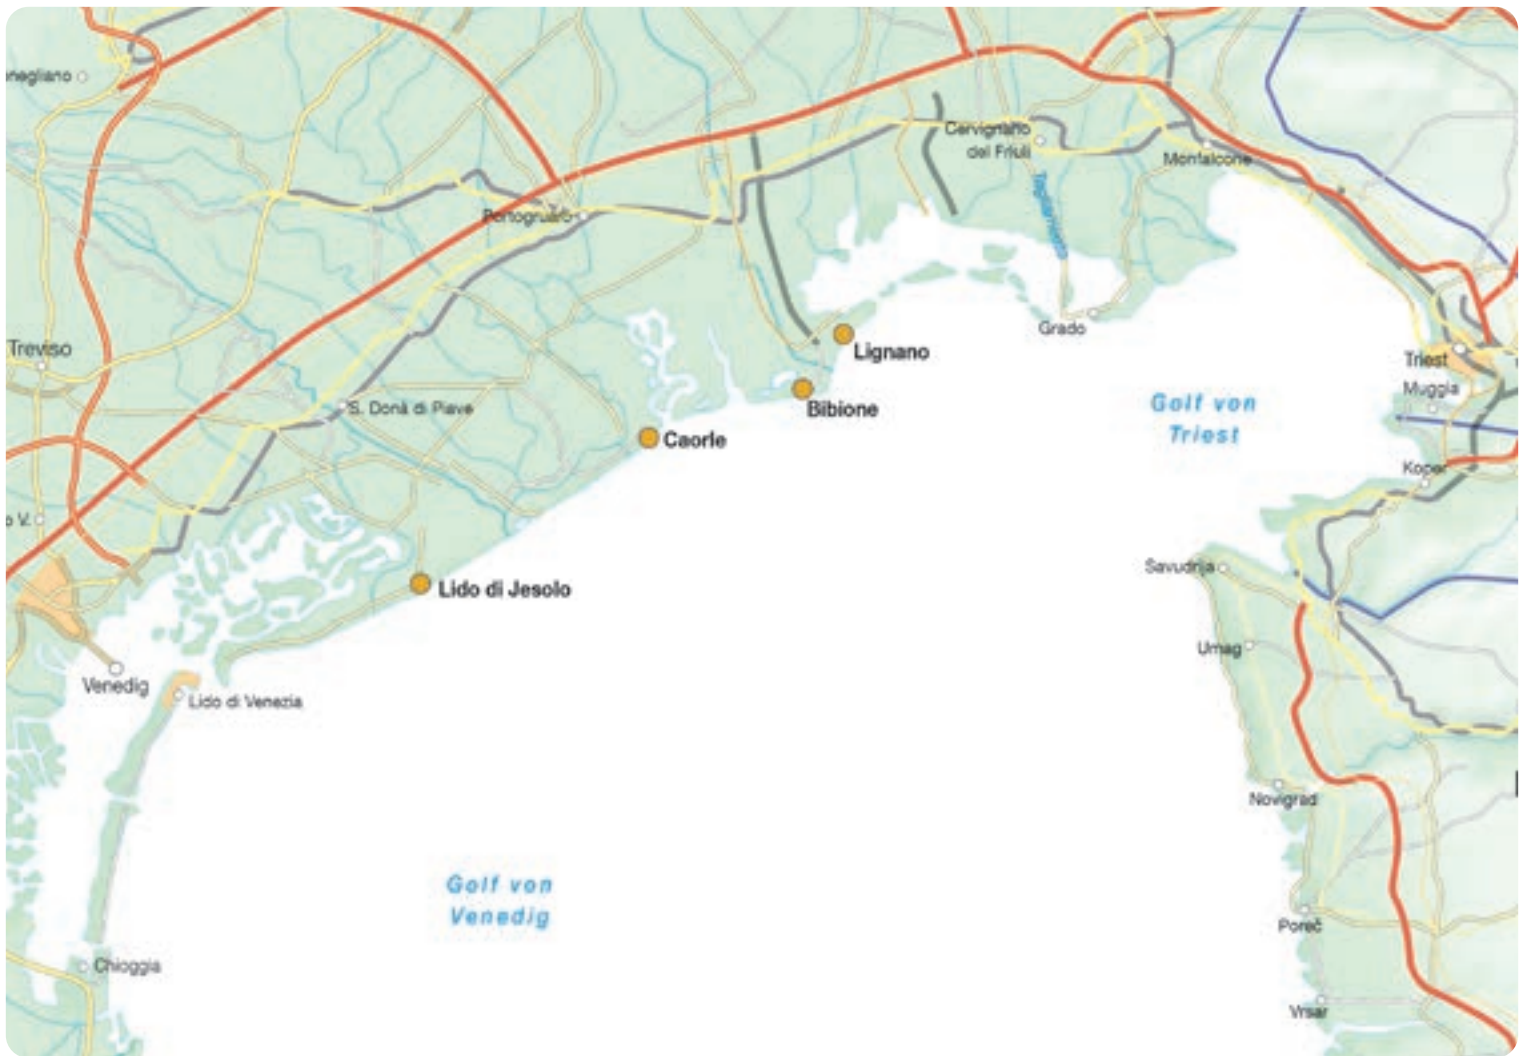 negliano
Cervignano
del Friuli
Monfalcone
Tagliamento
Portogruaro
Grado
Treviso
Lignano
Triest
Muggia
Bibione
S. Donà di Piave
Golf von
Triest
Caorle
Koper
o V.
Savudrija
Lido di Jesolo
Umag
Venedig
Lido di Venezia
Novigrad
Golf von
Venedig
Poreč
Chioggia
Vrsar